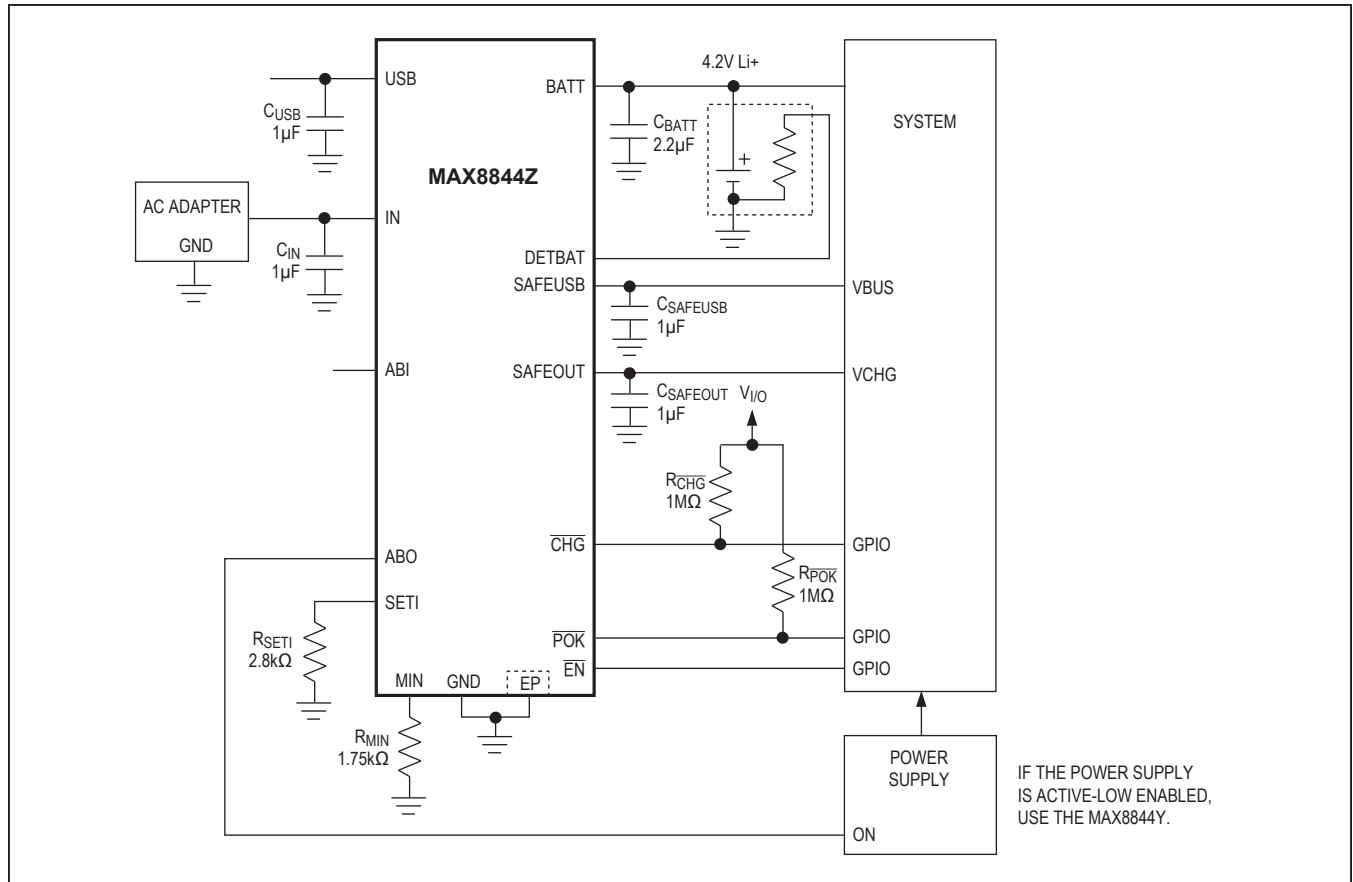 USB
CUSB
1µF
AC ADAPTER
GND
IN
CIN
1µF
ABI
ABO
SETI
RSETI
2.8kΩ
MIN
GND
EP
RMIN
1.75kΩ
MAX8844Z
BATT
4.2V Li+
CBATT
2.2µF
+
DETBAT
SAFEUSB
CSAFEUSB
1µF
SAFEOUT
CSAFEOUT
1µF
VI/O
RCHG
1MΩ
CHG
RPOK
1MΩ
POK
EN
SYSTEM
VBUS
VCHG
GPIO
GPIO
GPIO
POWER
SUPPLY
ON
IF THE POWER SUPPLY
IS ACTIVE-LOW ENABLED,
USE THE MAX8844Y.